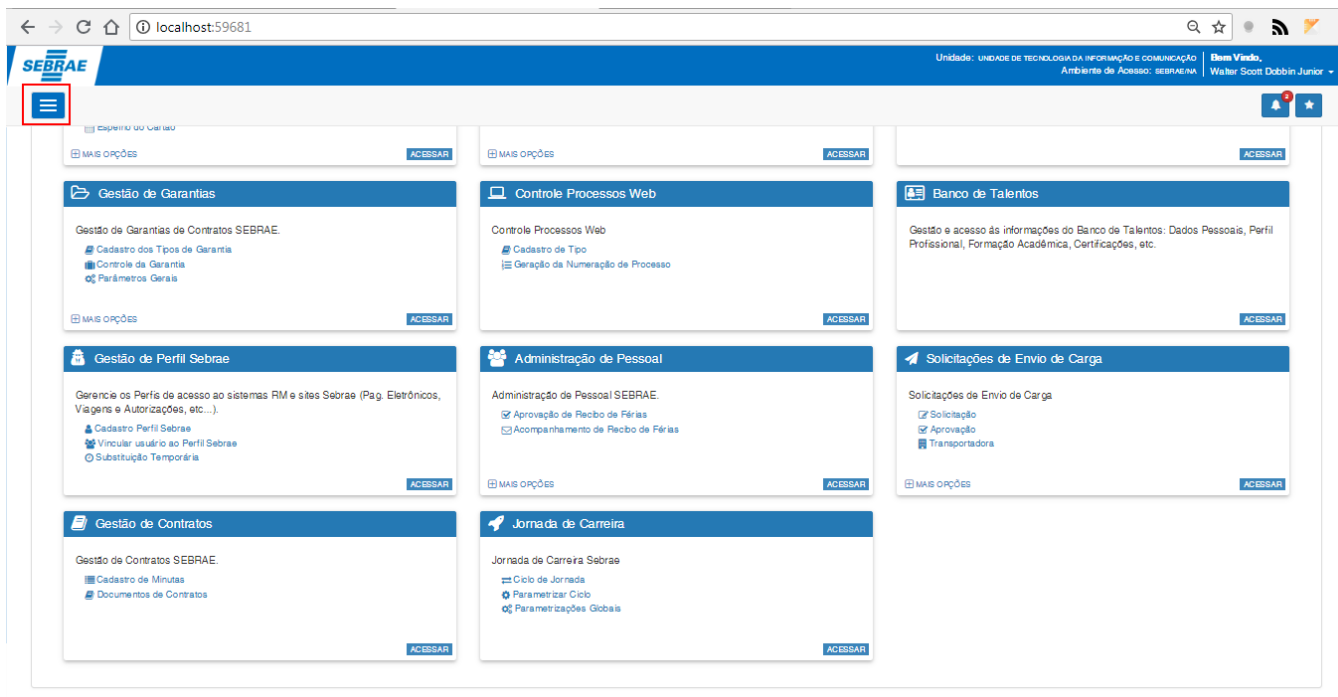 localhost:59681
SEBRAE
Unidade: UNIDADE DE TECNOLOGIA DA INFORMAÇÃO E COMUNICAÇÃO
Ambiente de Acesso: SEBRAE/NA
Bem Vindo,
Walter Scott Dobbin Junior
2
Espelho do Cartão
MAIS OPÇÕES
ACESSAR
MAIS OPÇÕES
ACESSAR
ACESSAR
Gestão de Garantias
Gestão de Garantias de Contratos SEBRAE.
Cadastro dos Tipos de Garantia
Controle da Garantia
Parâmetros Gerais
MAIS OPÇÕES
ACESSAR
Controle Processos Web
Controle Processos Web
Cadastro de Tipo
Geração da Numeração de Processo
ACESSAR
Banco de Talentos
Gestão e acesso ás informações do Banco de Talentos: Dados Pessoais, Perfil
Profissional, Formação Acadêmica, Certificações, etc.
ACESSAR
Gestão de Perfil Sebrae
Gerencie os Perfis de acesso ao sistemas RM e sites Sebrae (Pag. Eletrônicos,
Viagens e Autorizações, etc...).
Cadastro Perfil Sebrae
Vincular usuário ao Perfil Sebrae
Substituição Temporária
ACESSAR
Administração de Pessoal
Administração de Pessoal SEBRAE.
Aprovação de Recibo de Férias
Acompanhamento de Recibo de Férias
MAIS OPÇÕES
ACESSAR
Solicitações de Envio de Carga
Solicitações de Envio de Carga
Solicitação
Aprovação
Transportadora
MAIS OPÇÕES
ACESSAR
Gestão de Contratos
Gestão de Contratos SEBRAE.
Cadastro de Minutas
Documentos de Contratos
ACESSAR
Jornada de Carreira
Jornada de Carreira Sebrae
Ciclo de Jornada
Parametrizar Ciclo
Parametrizações Globais
ACESSAR